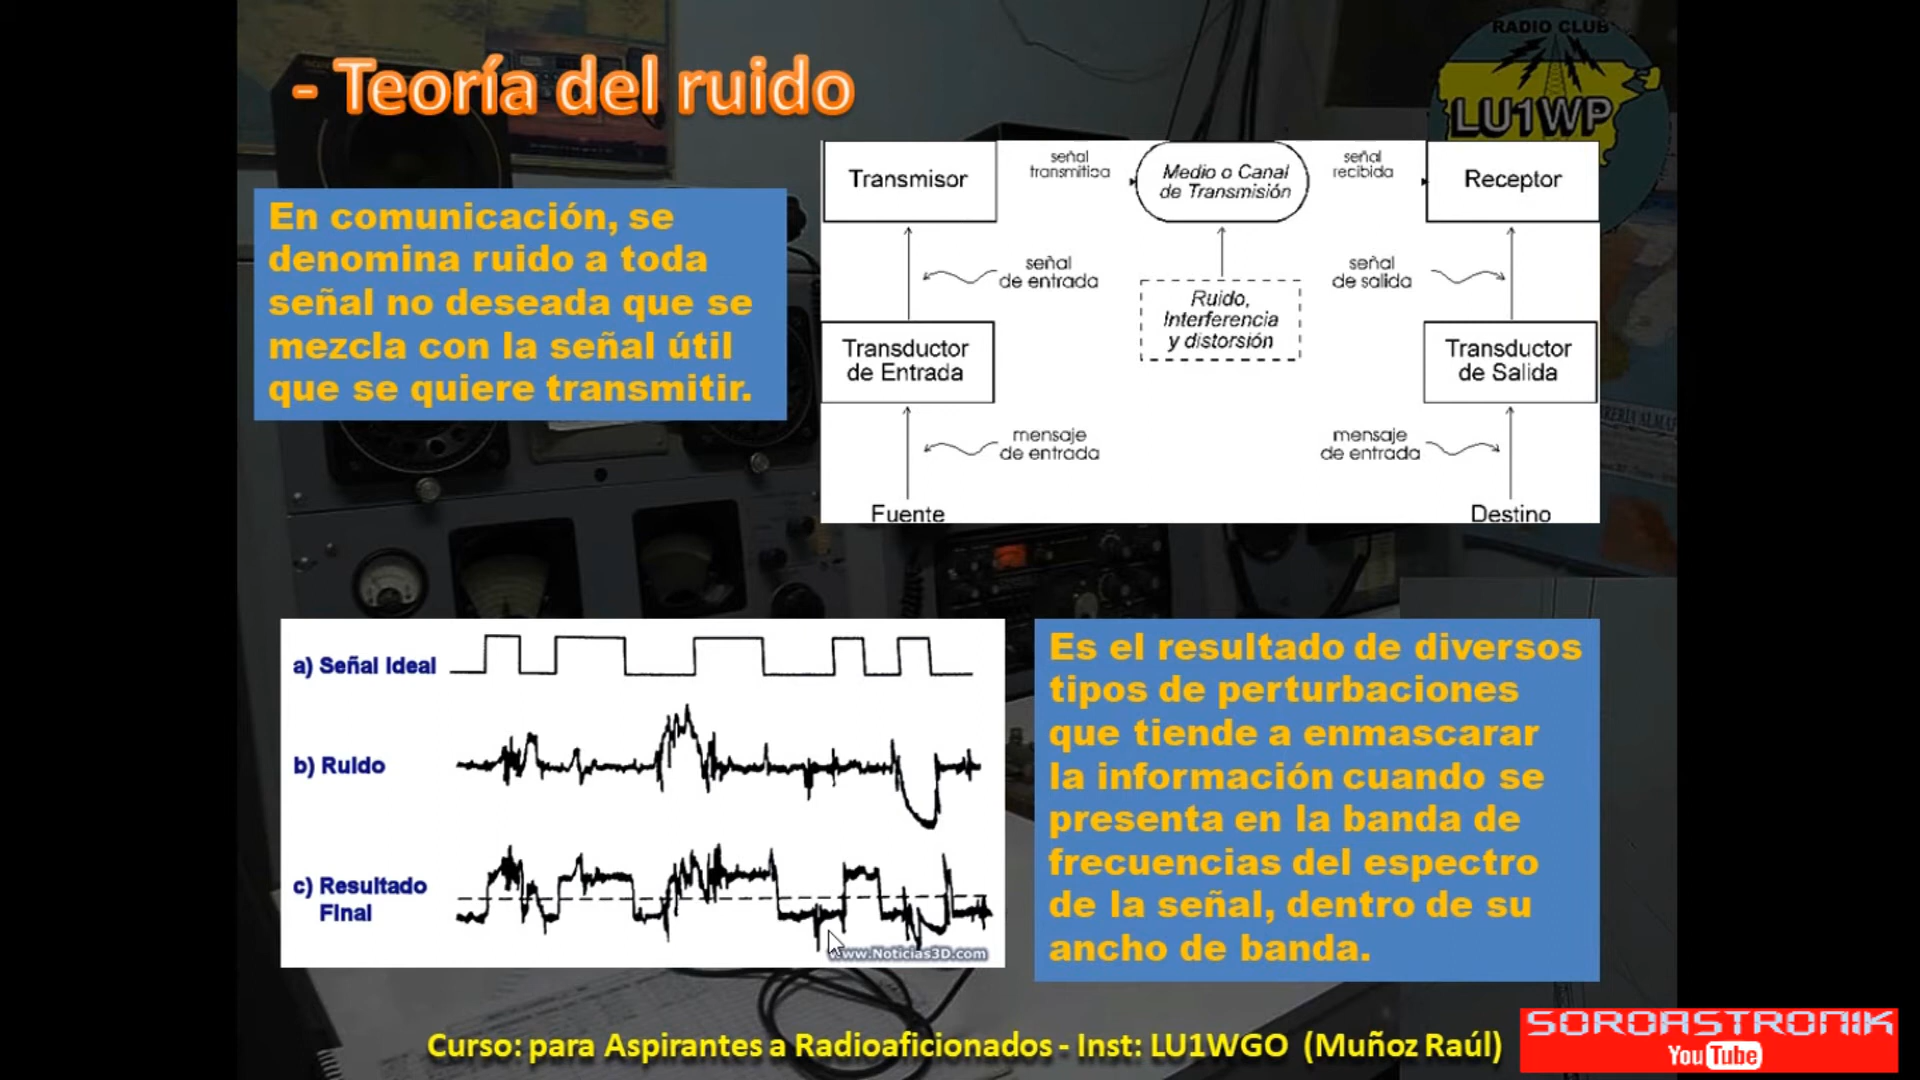 - Teoría del ruido
RADIO CLUB
LU1WP
En comunicación, se
denomina ruido a toda
señal no deseada que se
mezcla con la señal útil
que se quiere transmitir.
Transmisor
señal
transmitida
Medio o Canal
de Transmisión
señal
recibida
Receptor
señal
de entrada
señal
de salida
Ruido,
Interferencia
y distorsión
Transductor
de Entrada
Transductor
de Salida
mensaje
de entrada
mensaje
de entrada
Fuente
Destino
a) Señal Ideal
b) Ruido
c) Resultado
Final
www.Noticias3D.com
Es el resultado de diversos
tipos de perturbaciones
que tiende a enmascarar
la información cuando se
presenta en la banda de
frecuencias del espectro
de la señal, dentro de su
ancho de banda.
Curso: para Aspirantes a Radioaficionados - Inst: LU1WGO (Muñoz Raúl)
SOROASTRONIK
YouTube